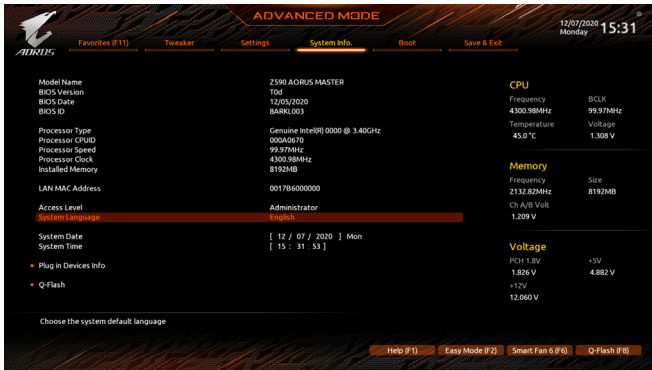 ADVANCED MODE
12/07/2020 Monday 15:31
AORUS
Favorites (F11) Tweaker Settings System Info. Boot Save & Exit
Model Name Z590 AORUS MASTER
BIOS Version T0d
BIOS Date 12/05/2020
BIOS ID 8ARKL003
Processor Type Genuine Intel(R) 0000 @ 3.40GHz
Processor CPUID 000A0670
Processor Speed 99.97MHz
Processor Clock 4300.98MHz
Installed Memory 8192MB
LAN MAC Address 0017B6000000
Access Level Administrator
System Language English
System Date [ 12 / 07 / 2020 ] Mon
System Time [ 15 : 31 : 53 ]
Plug in Devices Info
Q-Flash
CPU
Frequency BCLK
4300.98MHz 99.97MHz
Temperature Voltage
45.0 °C 1.308 V
Memory
Frequency Size
2132.82MHz 8192MB
Ch A/B Volt
1.209 V
Voltage
PCH 1.8V +5V
1.826 V 4.882 V
+12V
12.060 V
Choose the system default language
Help (F1) Easy Mode (F2) Smart Fan 6 (F6) Q-Flash (F8)